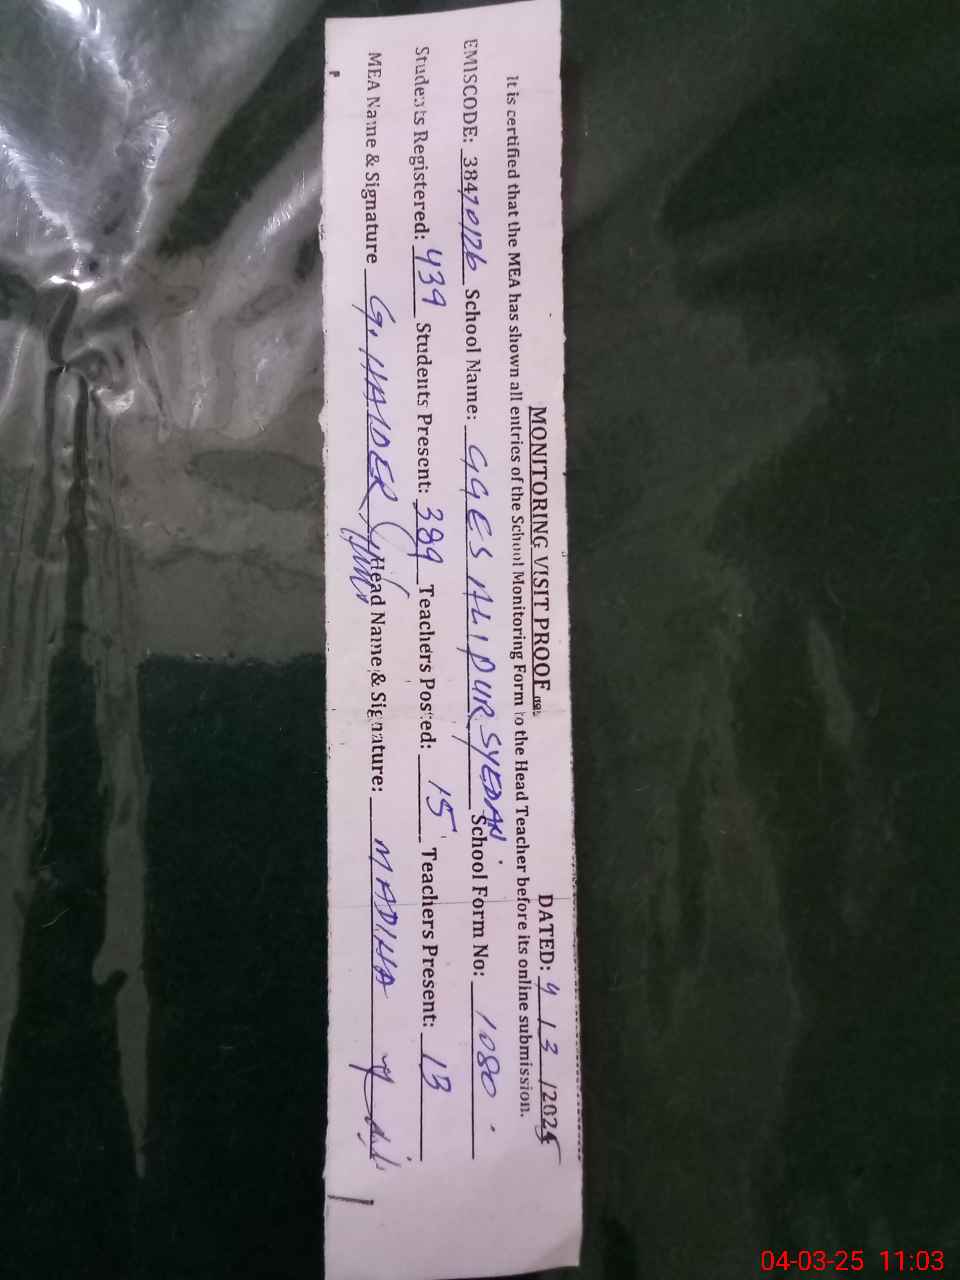 MONITORING VISIT PROOF DATED: 4 / 3 /2025
It is certified that the MEA has shown all entries of the School Monitoring Form to the Head Teacher before its online submission.
EMISCODE: 38470126 School Name: GGES ALIPUR SYEDAN School Form No: 1080
Students Registered: 439 Students Present: 389 Teachers Posted: 15 Teachers Present: 13
MEA Name & Signature G. HAIDER Head Name & Signature: MADIHA
04-03-25 11:03